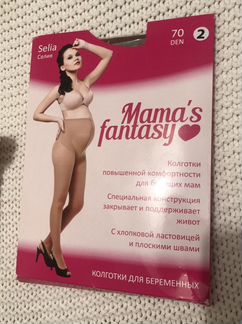 Selia
Селия
70
DEN
2
Mama's
fantasy
Колготки
повышенной комфортности
для будущих мам
Специальная конструкция
закрывает и поддерживает
живот
С хлопковой ластовицей
и плоскими швами
КОЛГОТКИ ДЛЯ БЕРЕМЕННЫХ